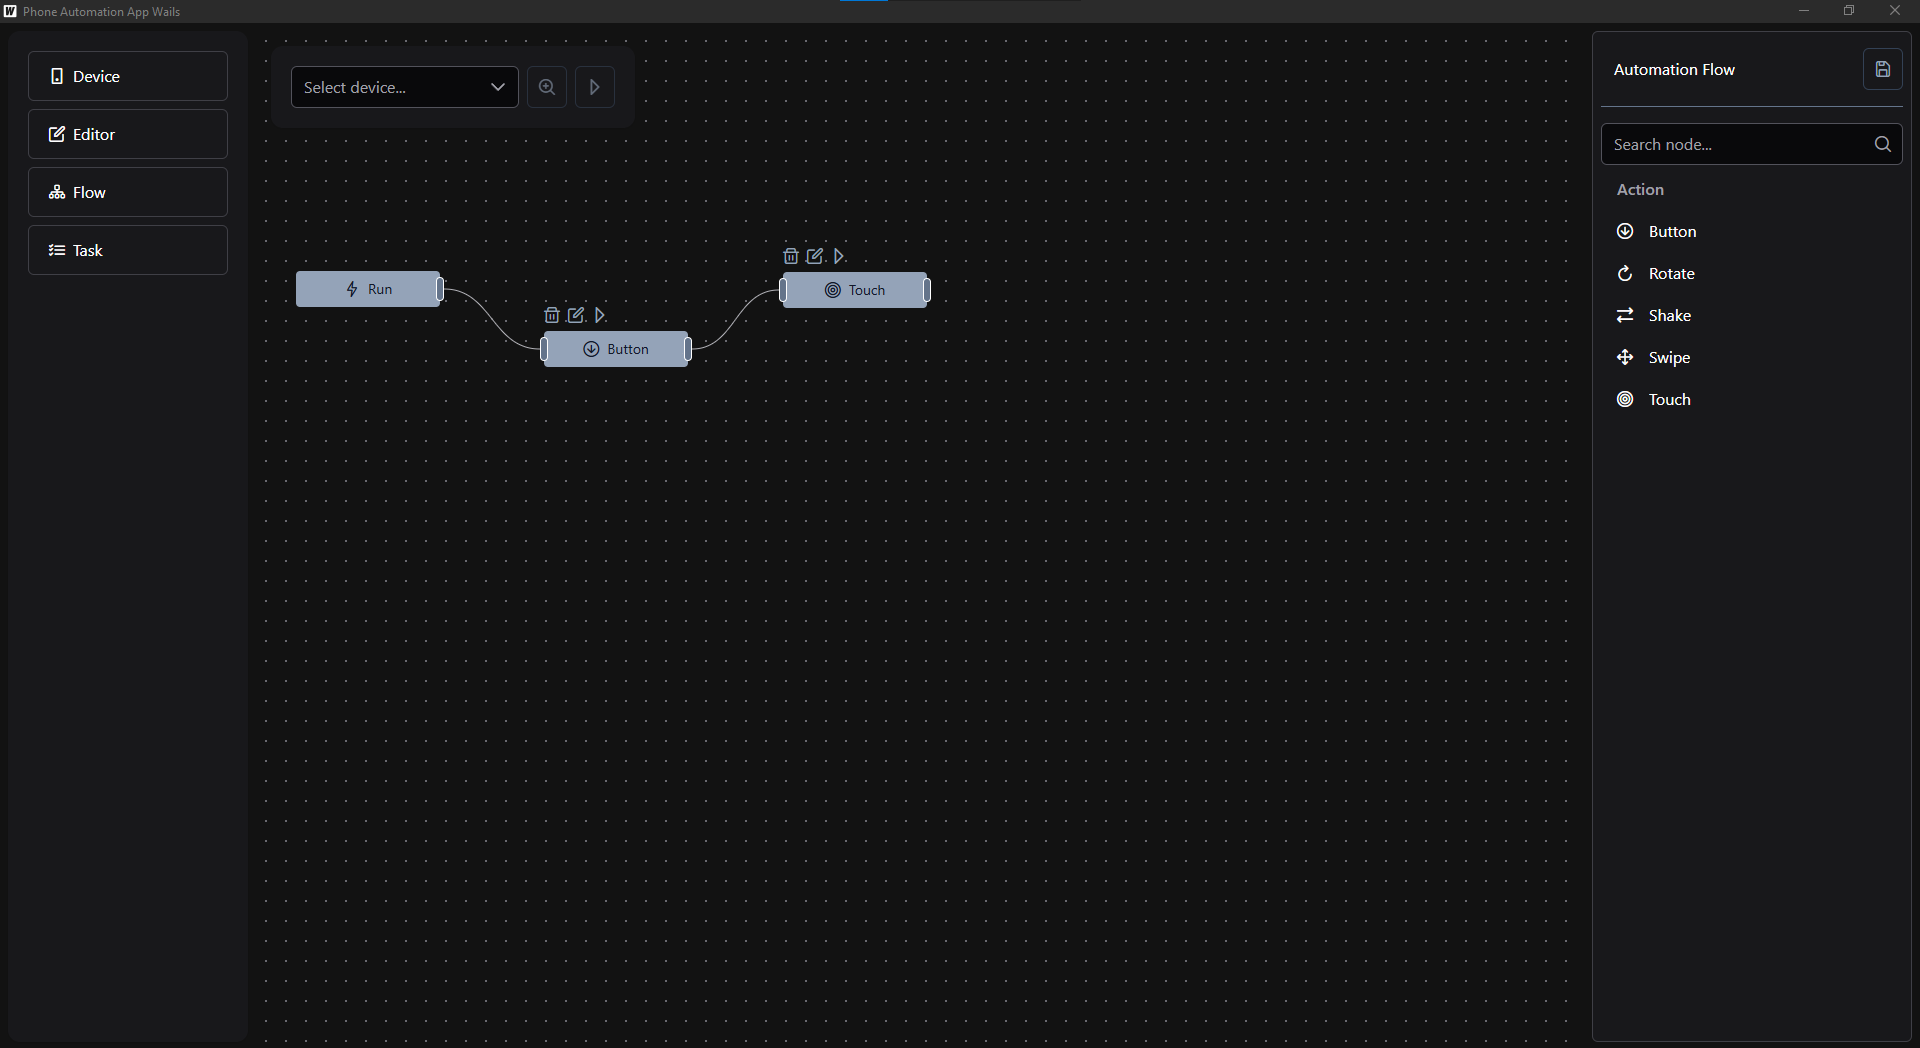 Phone Automation App Wails
Device
Editor
Flow
Task
Select device...
Run
Button
Touch
Automation Flow
Search node...
Action
Button
Rotate
Shake
Swipe
Touch